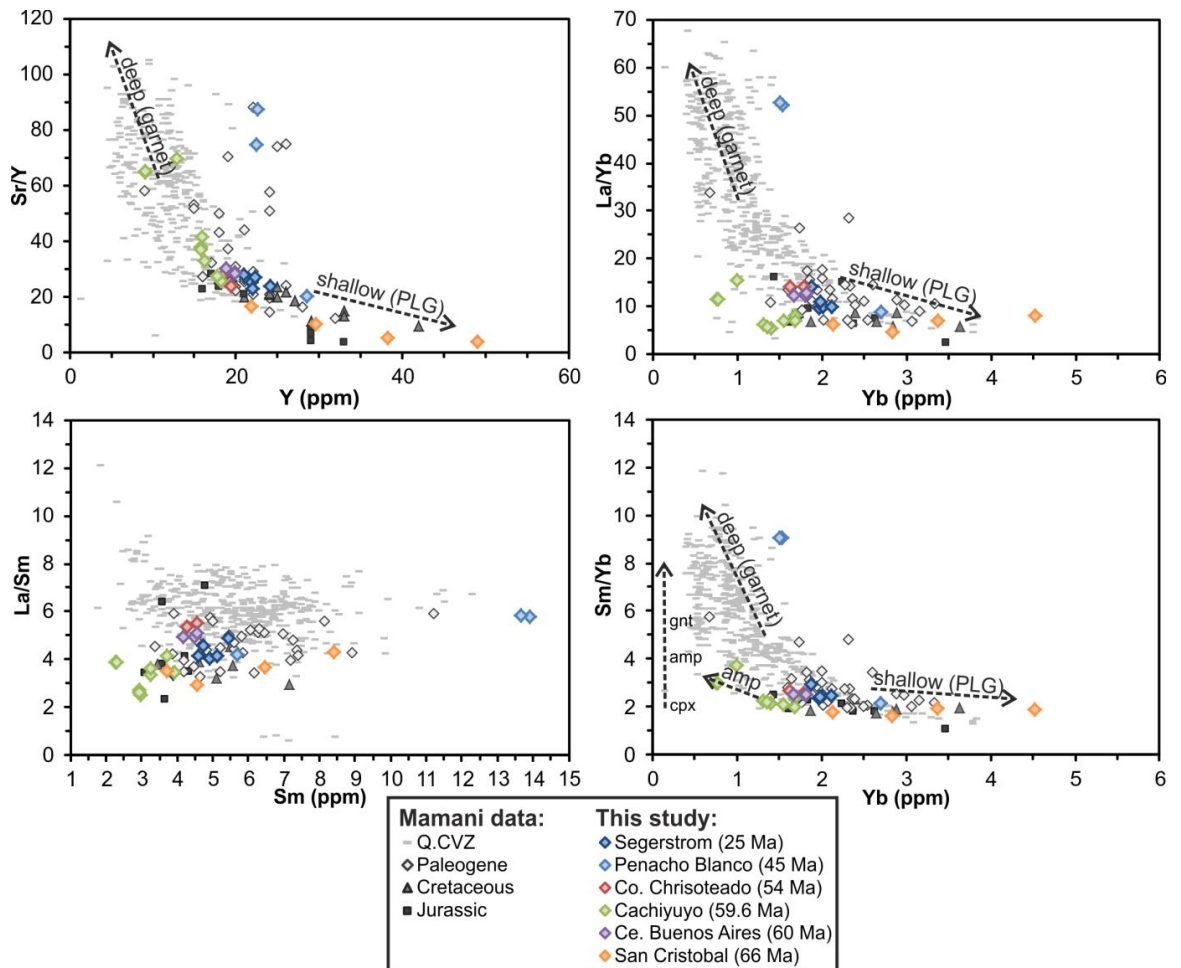 120
100
80
60
40
20
0
Sr/Y
deep (garnet)
shallow (PLG)
0 20 40 60
Y (ppm)
70
60
50
40
30
20
10
0
La/Yb
deep (garnet)
shallow (PLG)
0 1 2 3 4 5 6
Yb (ppm)
14
12
10
8
6
4
2
0
La/Sm
1 2 3 4 5 6 7 8 9 10 11 12 13 14 15
Sm (ppm)
14
12
10
8
6
4
2
0
Sm/Yb
deep (garnet)
gnt
amp
cpx
amp
shallow (PLG)
0 1 2 3 4 5 6
Yb (ppm)
Mamani data:
Q.CVZ
Paleogene
Cretaceous
Jurassic
This study:
Segerstrom (25 Ma)
Penacho Blanco (45 Ma)
Co. Chrisoteado (54 Ma)
Cachiyuyo (59.6 Ma)
Ce. Buenos Aires (60 Ma)
San Cristobal (66 Ma)